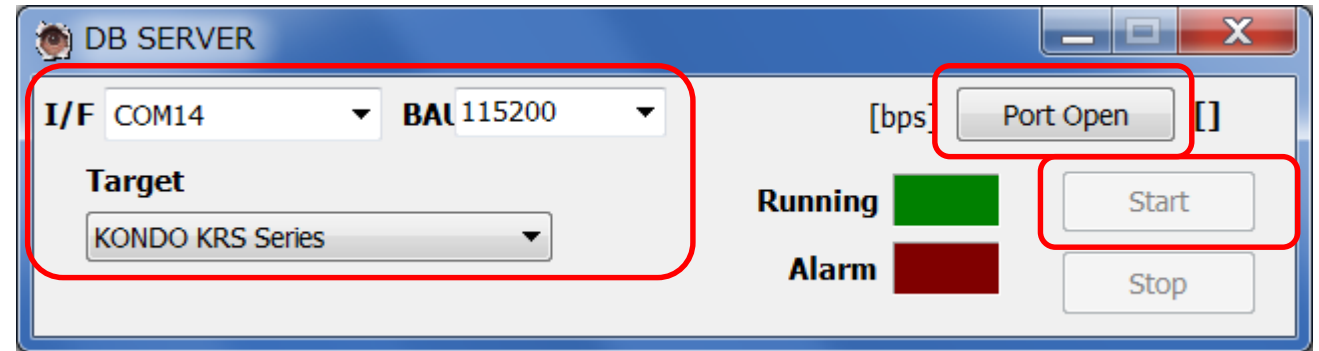 DB SERVER
I/F COM14 BAU 115200 [bps] Port Open []
Target
KONDO KRS Series
Running Start
Alarm Stop